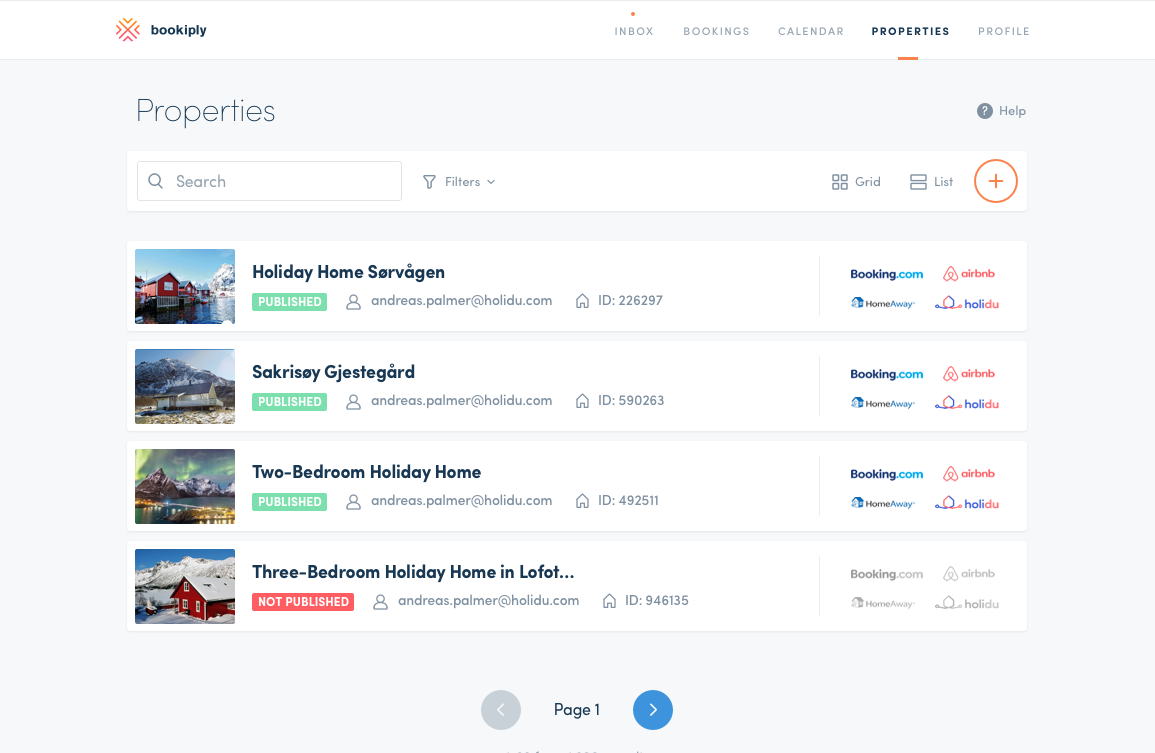 bookiply
INBOX BOOKINGS CALENDAR PROPERTIES PROFILE
Properties
? Help
Search Filters Grid List
Holiday Home Sørvågen
PUBLISHED andreas.palmer@holidu.com ID: 226297
Booking.com airbnb
HomeAway holidu
Sakrisøy Gjestegård
PUBLISHED andreas.palmer@holidu.com ID: 590263
Booking.com airbnb
HomeAway holidu
Two-Bedroom Holiday Home
PUBLISHED andreas.palmer@holidu.com ID: 492511
Booking.com airbnb
HomeAway holidu
Three-Bedroom Holiday Home in Lofot...
NOT PUBLISHED andreas.palmer@holidu.com ID: 946135
Booking.com airbnb
HomeAway holidu
Page 1